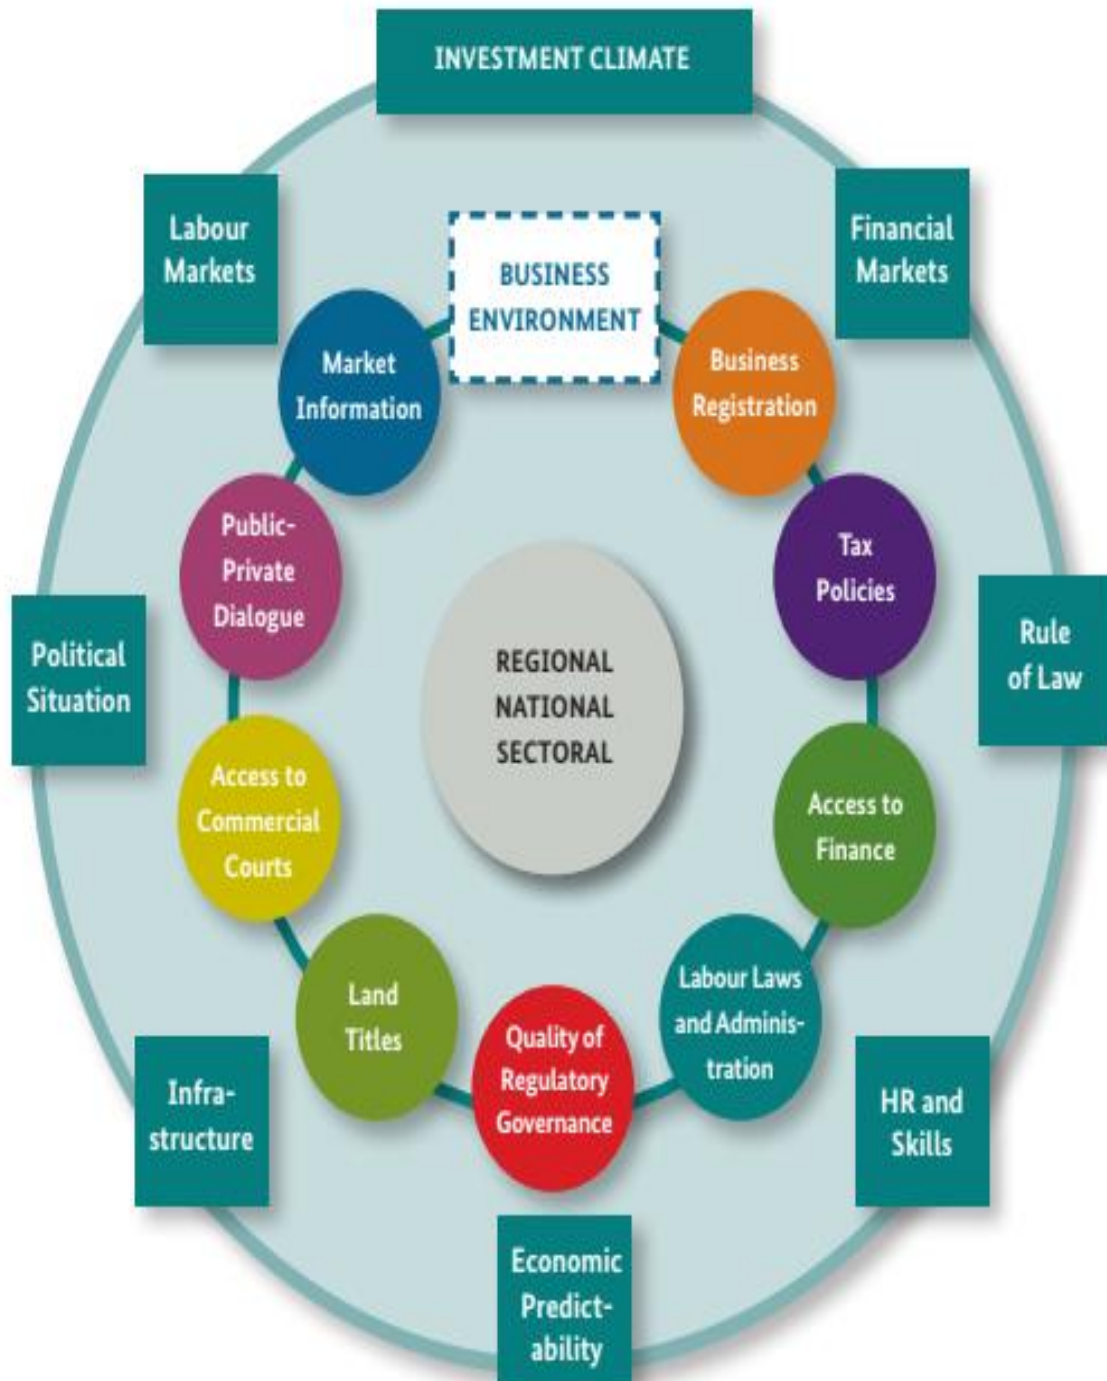 INVESTMENT CLIMATE
Labour
Markets
Financial
Markets
BUSINESS
ENVIRONMENT
Market
Information
Business
Registration
Public-
Private
Dialogue
Tax
Policies
Political
Situation
Rule
of Law
REGIONAL
NATIONAL
SECTORAL
Access to
Commercial
Courts
Access to
Finance
Land
Titles
Labour Laws
and Adminis-
tration
Quality of
Regulatory
Governance
Infra-
structure
HR and
Skills
Economic
Predict-
ability